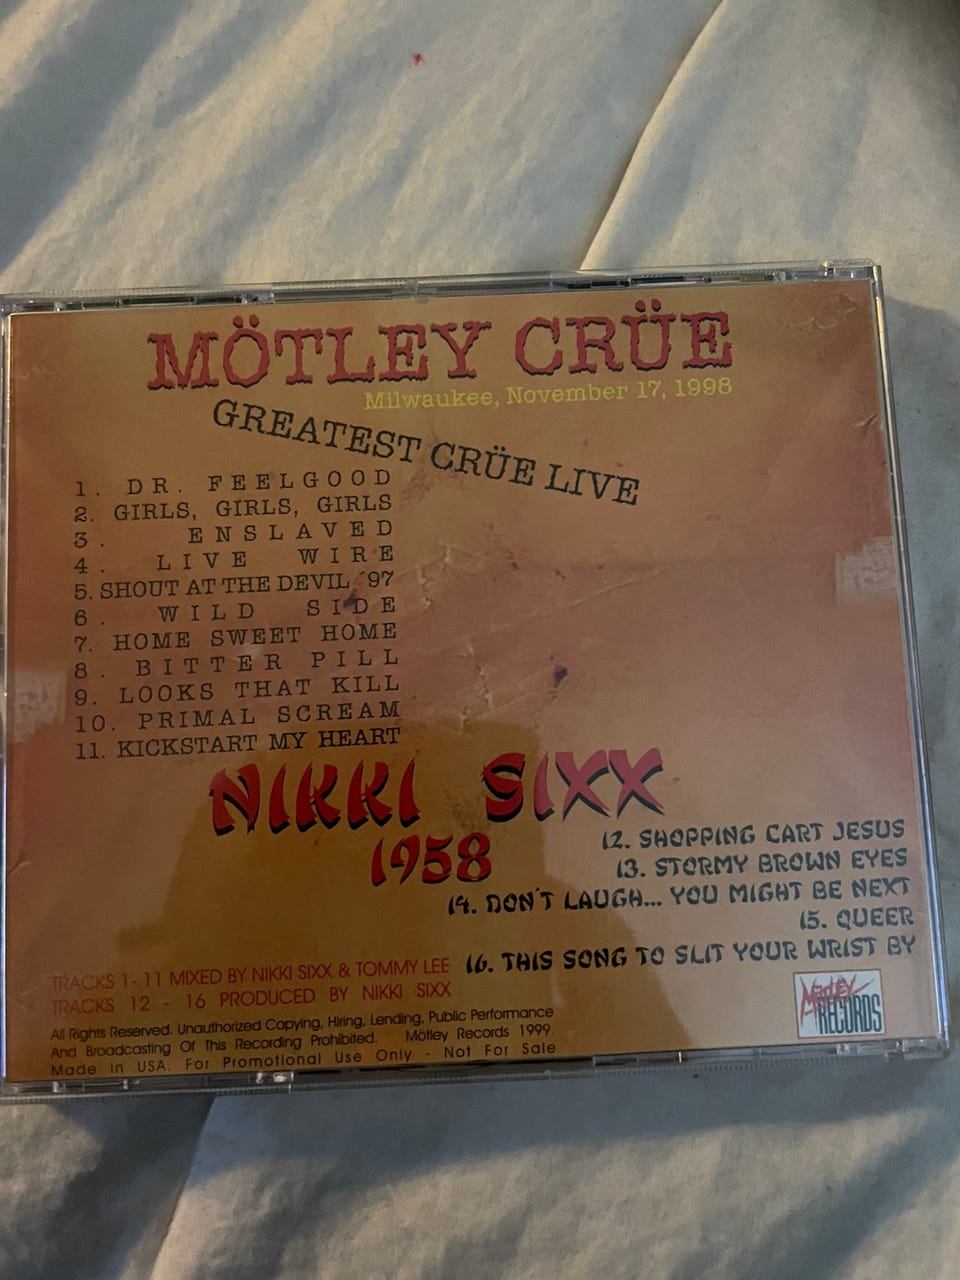 MÖTLEY CRÜE
Milwaukee, November 17, 1998
GREATEST CRÜE LIVE
1. DR. FEELGOOD
2. GIRLS, GIRLS, GIRLS
3. ENSLAVED
4. LIVE WIRE
5. SHOUT AT THE DEVIL ´97
6. WILD SIDE
7. HOME SWEET HOME
8. BITTER PILL
9. LOOKS THAT KILL
10. PRIMAL SCREAM
11. KICKSTART MY HEART
NIKKI SIXX
1958
12. SHOPPING CART JESUS
13. STORMY BROWN EYES
14. DON´T LAUGH... YOU MIGHT BE NEXT
15. QUEER
16. THIS SONG TO SLIT YOUR WRIST BY
TRACKS 1- 11 MIXED BY NIKKI SIXX & TOMMY LEE
TRACKS 12 - 16 PRODUCED BY NIKKI SIXX
All Rights Reserved. Unauthorized Copying, Hiring, Lending, Public Performance
And Broadcasting Of This Recording Prohibited. Mötley Records 1999.
Made in USA. For Promotional Use Only - Not For Sale
MÖTLEY
RECORDS